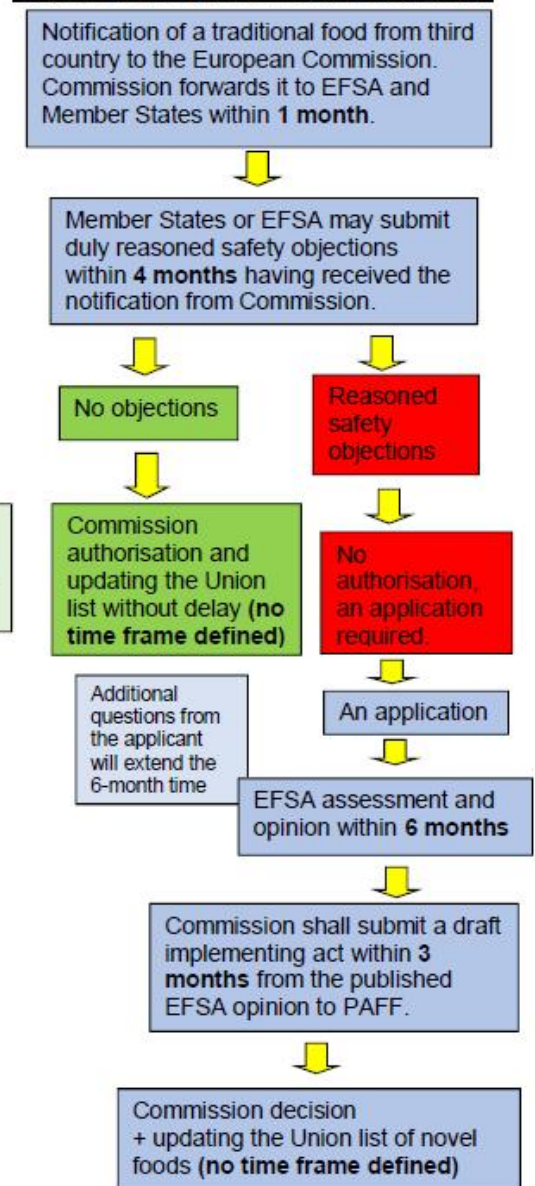 Notification of a traditional food from third
country to the European Commission.
Commission forwards it to EFSA and
Member States within 1 month.
Member States or EFSA may submit
duly reasoned safety objections
within 4 months having received the
notification from Commission.
No objections
Reasoned
safety
objections
Commission
authorisation and
updating the Union
list without delay (no
time frame defined)
No
authorisation,
an application
required.
An application
Additional
questions from
the applicant
will extend the
6-month time
EFSA assessment and
opinion within 6 months
Commission shall submit a draft
implementing act within 3
months from the published
EFSA opinion to PAFF.
Commission decision
+ updating the Union list of novel
foods (no time frame defined)